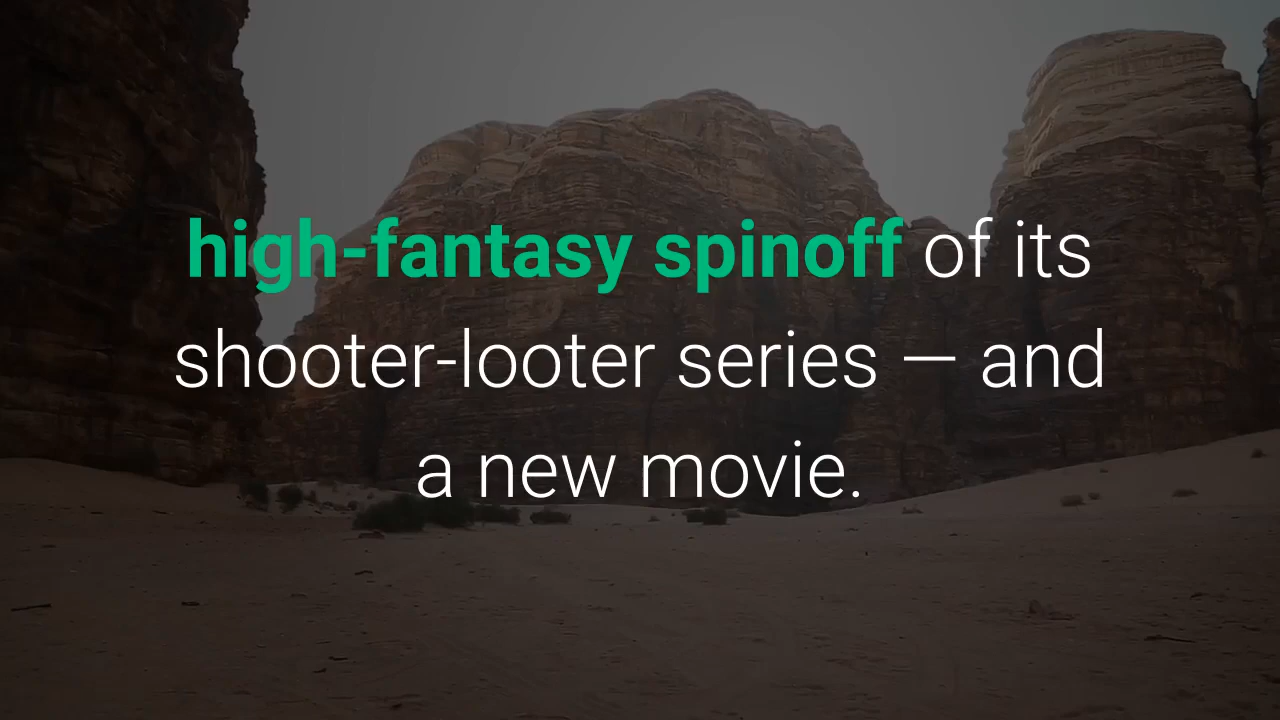 high-fantasy spinoff of its
shooter-looter series — and
a new movie.